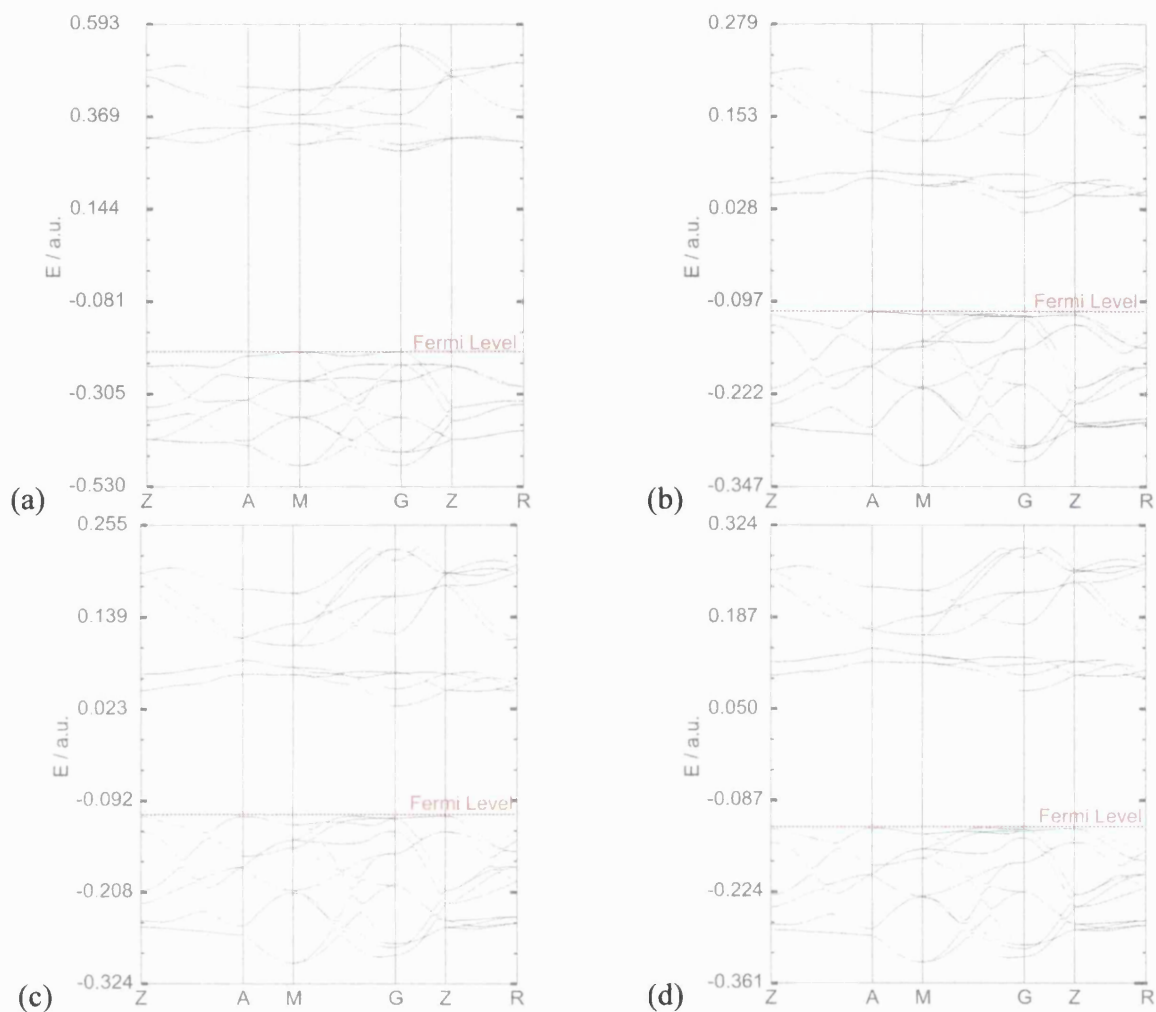 0.593
0.369
0.144
-0.081
-0.305
-0.530
E / a.u.
Fermi Level
Z A M G Z R
(a)
0.279
0.153
0.028
-0.097
-0.222
-0.347
E / a.u.
Fermi Level
Z A M G Z R
(b)
0.255
0.139
0.023
-0.092
-0.208
-0.324
E / a.u.
Fermi Level
Z A M G Z R
(c)
0.324
0.187
0.050
-0.087
-0.224
-0.361
E / a.u.
Fermi Level
Z A M G Z R
(d)